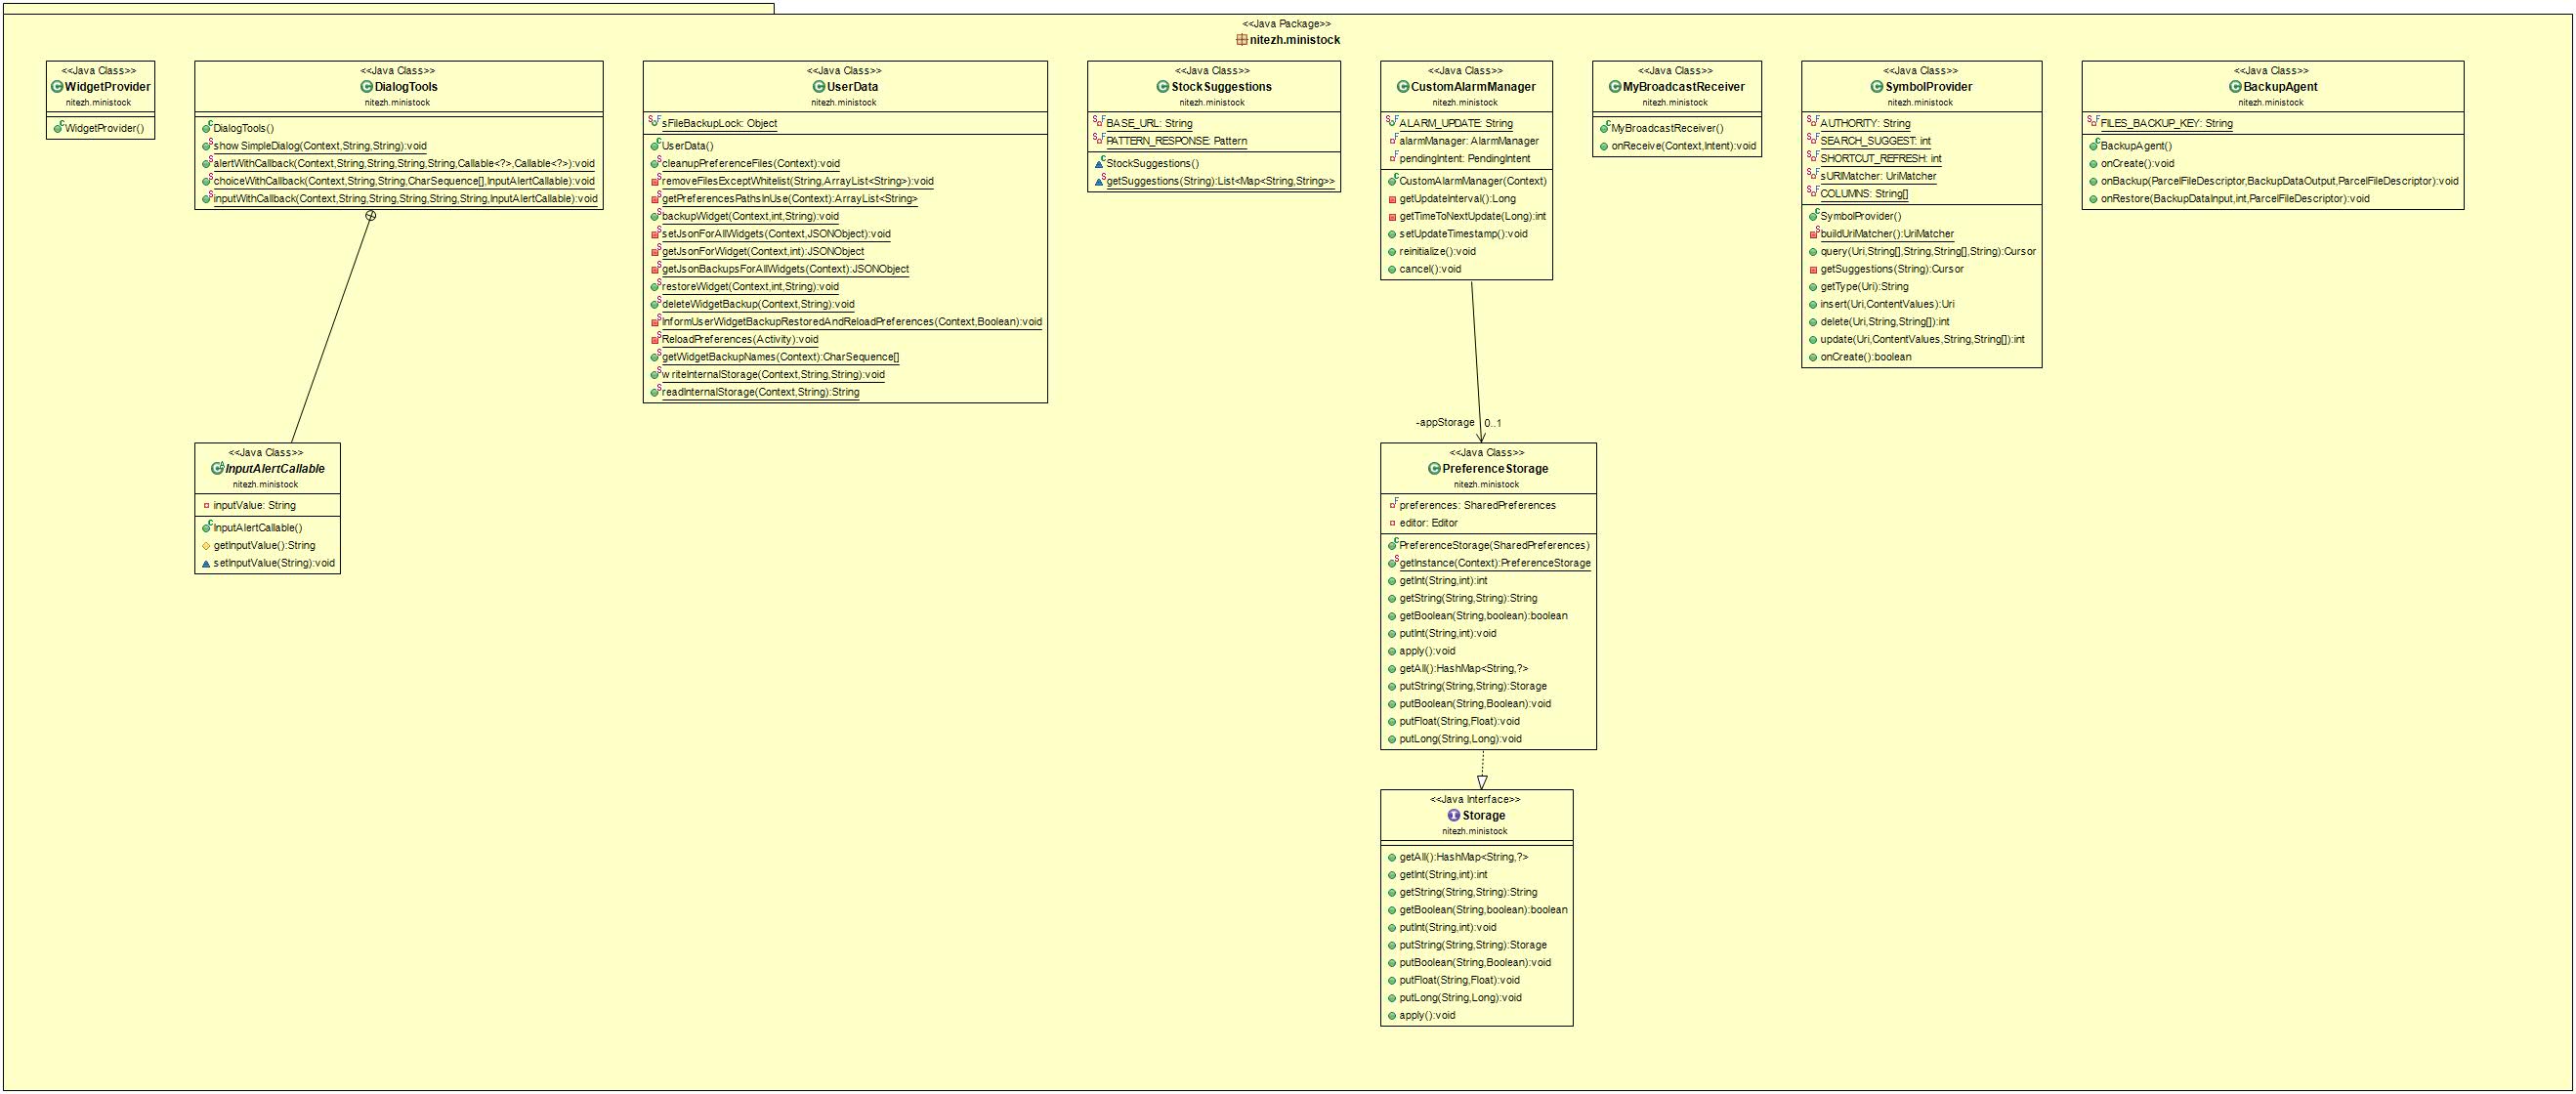 <<Java Package>>
nitezh.ministock
<<Java Class>>
WidgetProvider
nitezh.ministock
WidgetProvider()
<<Java Class>>
DialogTools
nitezh.ministock
DialogTools()
showSimpleDialog(Context,String,String):void
alertWithCallback(Context,String,String,String,String,Callable<?>,Callable<?>):void
choiceWithCallback(Context,String,String,CharSequence[],InputAlertCallable):void
inputWithCallback(Context,String,String,String,String,String,InputAlertCallable):void
<<Java Class>>
UserData
nitezh.ministock
sFileBackupLock: Object
UserData()
cleanupPreferenceFiles(Context):void
removeFilesExceptWhitelist(String,ArrayList<String>):void
getPreferencesPathsInUse(Context):ArrayList<String>
backupWidget(Context,int,String):void
setJsonForAllWidgets(Context,JSONObject):void
getJsonForWidget(Context,int):JSONObject
getJsonBackupsForAllWidgets(Context):JSONObject
restoreWidget(Context,int,String):void
deleteWidgetBackup(Context,String):void
InformUserWidgetBackupRestoredAndReloadPreferences(Context,Boolean):void
ReloadPreferences(Activity):void
getWidgetBackupNames(Context):CharSequence[]
writeInternalStorage(Context,String,String):void
readInternalStorage(Context,String):String
<<Java Class>>
StockSuggestions
nitezh.ministock
BASE_URL: String
PATTERN_RESPONSE: Pattern
StockSuggestions()
getSuggestions(String):List<Map<String,String>>
<<Java Class>>
CustomAlarmManager
nitezh.ministock
ALARM_UPDATE: String
alarmManager: AlarmManager
pendingIntent: PendingIntent
CustomAlarmManager(Context)
getUpdateInterval():Long
getTimeToNextUpdate(Long):int
setUpdateTimestamp():void
reinitialize():void
cancel():void
<<Java Class>>
MyBroadcastReceiver
nitezh.ministock
MyBroadcastReceiver()
onReceive(Context,Intent):void
<<Java Class>>
SymbolProvider
nitezh.ministock
AUTHORITY: String
SEARCH_SUGGEST: int
SHORTCUT_REFRESH: int
sURIMatcher: UriMatcher
COLUMNS: String[]
SymbolProvider()
buildUriMatcher():UriMatcher
query(Uri,String[],String,String[],String):Cursor
getSuggestions(String):Cursor
getType(Uri):String
insert(Uri,ContentValues):Uri
delete(Uri,String,String[]):int
update(Uri,ContentValues,String,String[]):int
onCreate():boolean
<<Java Class>>
BackupAgent
nitezh.ministock
FILES_BACKUP_KEY: String
BackupAgent()
onCreate():void
onBackup(ParcelFileDescriptor,BackupDataOutput,ParcelFileDescriptor):void
onRestore(BackupDataInput,int,ParcelFileDescriptor):void
-appStorage 0..1
<<Java Class>>
InputAlertCallable
nitezh.ministock
inputValue: String
InputAlertCallable()
getInputValue():String
setInputValue(String):void
<<Java Class>>
PreferenceStorage
nitezh.ministock
preferences: SharedPreferences
editor: Editor
PreferenceStorage(SharedPreferences)
getInstance(Context):PreferenceStorage
getInt(String,int):int
getString(String,String):String
getBoolean(String,boolean):boolean
putInt(String,int):void
apply():void
getAll():HashMap<String,?>
putString(String,String):Storage
putBoolean(String,Boolean):void
putFloat(String,Float):void
putLong(String,Long):void
<<Java Interface>>
Storage
nitezh.ministock
getAll():HashMap<String,?>
getInt(String,int):int
getString(String,String):String
getBoolean(String,boolean):boolean
putInt(String,int):void
putString(String,String):Storage
putBoolean(String,Boolean):void
putFloat(String,Float):void
putLong(String,Long):void
apply():void